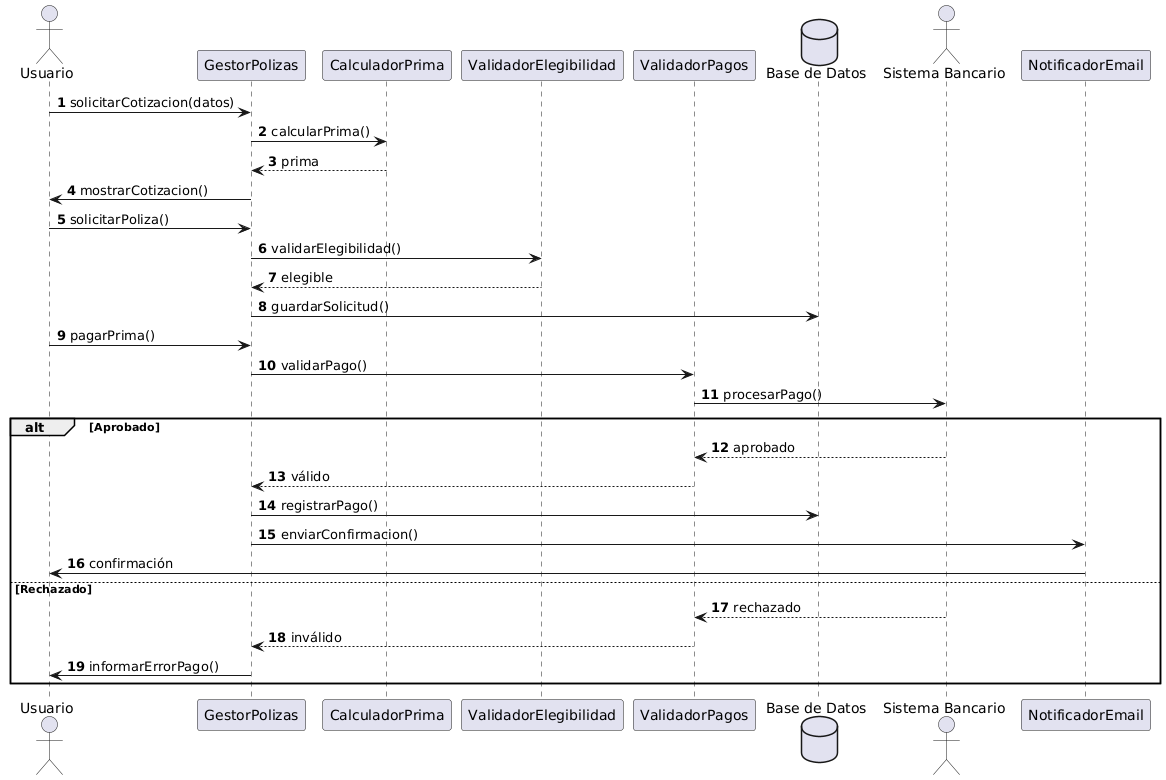 Usuario
GestorPolizas
CalculadorPrima
ValidadorElegibilidad
ValidadorPagos
Base de Datos
Sistema Bancario
NotificadorEmail
1 solicitarCotizacion(datos)
2 calcularPrima()
3 prima
4 mostrarCotizacion()
5 solicitarPoliza()
6 validarElegibilidad()
7 elegible
8 guardarSolicitud()
9 pagarPrima()
10 validarPago()
11 procesarPago()
alt [Aprobado]
12 aprobado
13 válido
14 registrarPago()
15 enviarConfirmacion()
16 confirmación
[Rechazado]
17 rechazado
18 inválido
19 informarErrorPago()
Usuario
GestorPolizas
CalculadorPrima
ValidadorElegibilidad
ValidadorPagos
Base de Datos
Sistema Bancario
NotificadorEmail